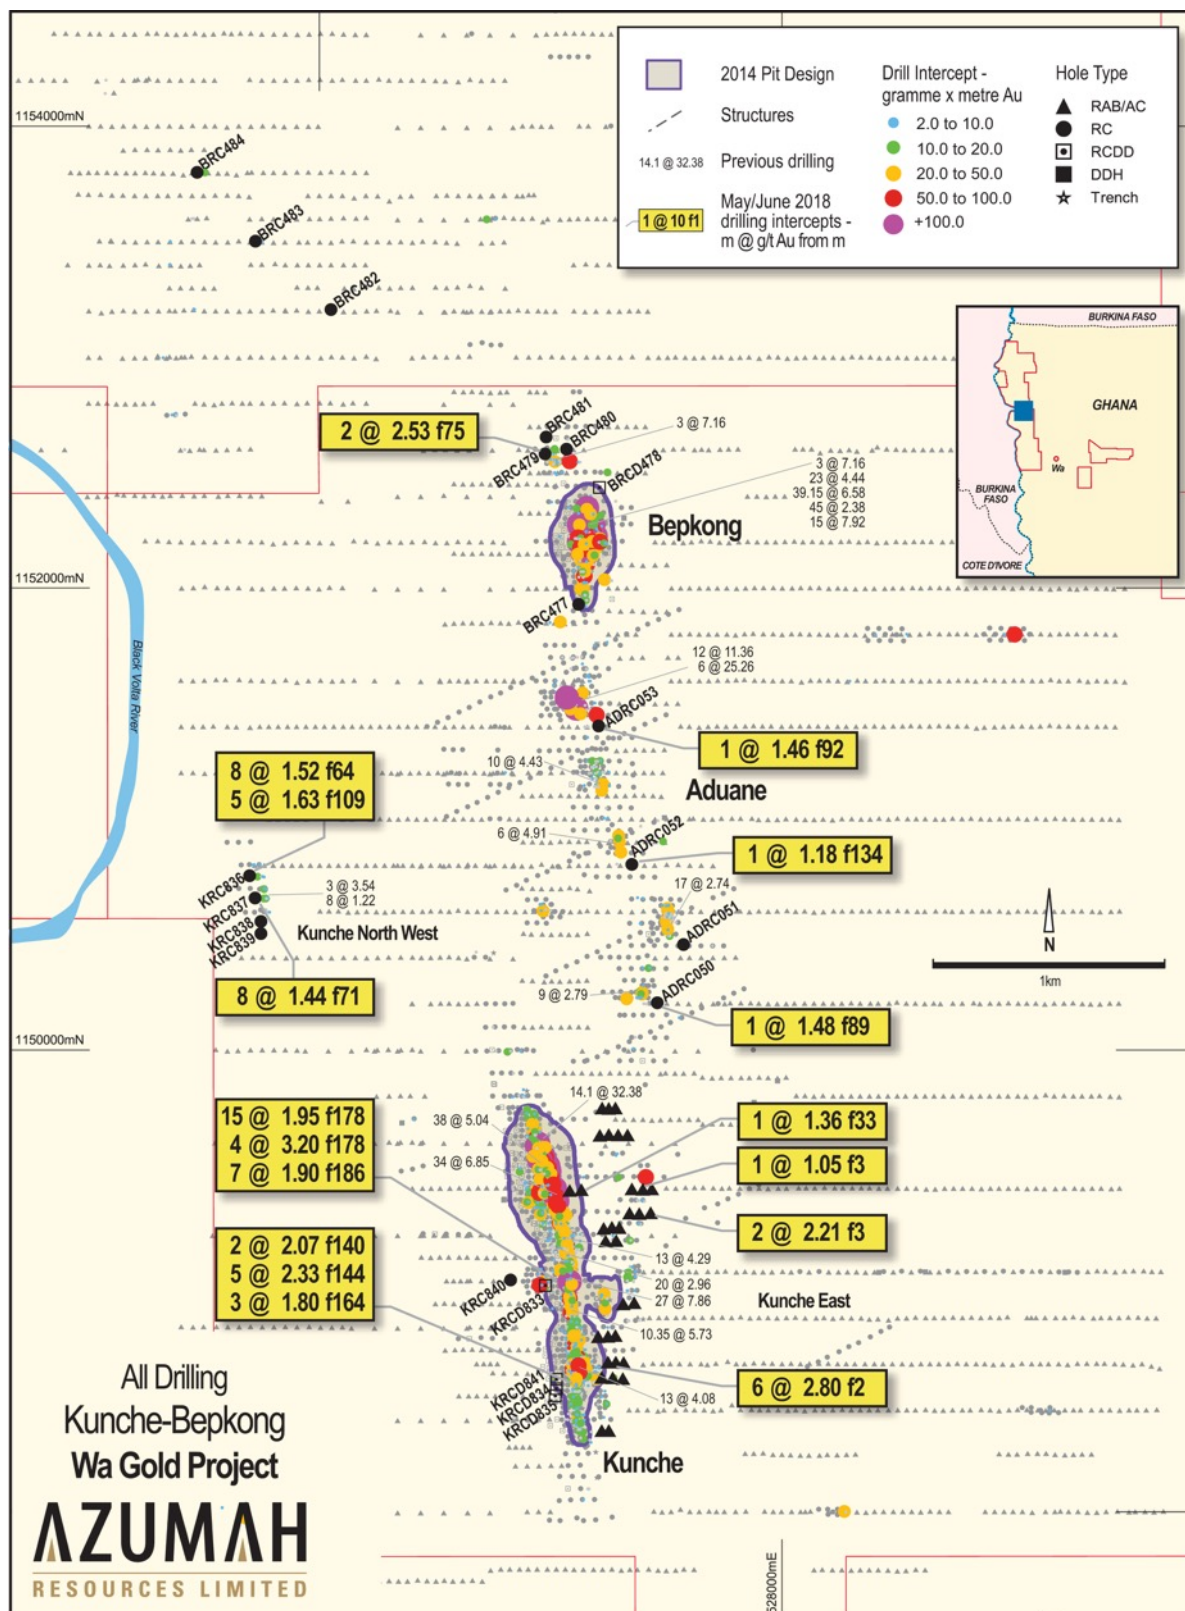 2014 Pit Design
Structures
14.1 @ 32.38
Previous drilling
1 @ 10 f1
May/June 2018
drilling intercepts -
m @ g/t Au from m
Drill Intercept -
gramme x metre Au
2.0 to 10.0
10.0 to 20.0
20.0 to 50.0
50.0 to 100.0
+100.0
Hole Type
RAB/AC
RC
RCDD
DDH
Trench
1154000mN
BRC484
BRC483
BRC482
BURKINA FASO
GHANA
Wa
BURKINA
FASO
COTE D'IVORE
2 @ 2.53 f75
BRC481
BRC480
BRC479
3 @ 7.16
BRCD478
3 @ 7.16
23 @ 4.44
39.15 @ 6.58
45 @ 2.38
15 @ 7.92
Bepkong
1152000mN
BRC477
Black Volta River
12 @ 11.36
6 @ 25.26
ADRC053
1 @ 1.46 f92
8 @ 1.52 f64
5 @ 1.63 f109
10 @ 4.43
Aduane
6 @ 4.91
ADRC052
1 @ 1.18 f134
KRC836
KRC837
KRC838
KRC839
3 @ 3.54
8 @ 1.22
Kunche North West
17 @ 2.74
ADRC051
8 @ 1.44 f71
9 @ 2.79
ADRC050
1 @ 1.48 f89
N
1km
1150000mN
15 @ 1.95 f178
4 @ 3.20 f178
7 @ 1.90 f186
14.1 @ 32.38
38 @ 5.04
34 @ 6.85
1 @ 1.36 f33
1 @ 1.05 f3
2 @ 2.21 f3
2 @ 2.07 f140
5 @ 2.33 f144
3 @ 1.80 f164
13 @ 4.29
20 @ 2.96
27 @ 7.86
KRC840
KRCD833
Kunche East
10.35 @ 5.73
KRCD841
KRCD834
KRCD835
13 @ 4.08
6 @ 2.80 f2
Kunche
All Drilling
Kunche-Bepkong
Wa Gold Project
AZUMAH
RESOURCES LIMITED
628000mE